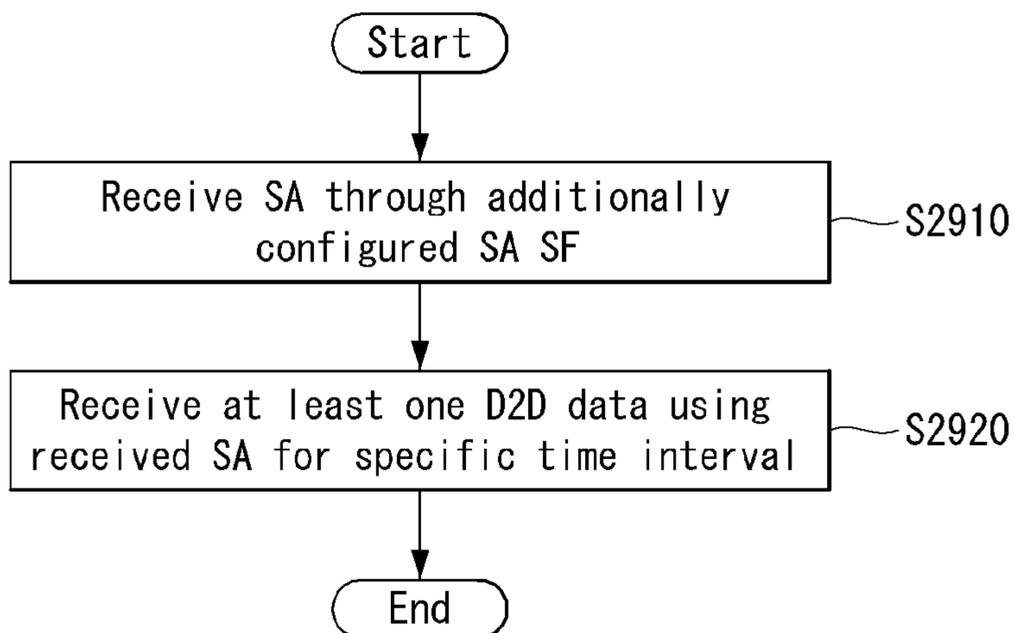 Start
Receive SA through additionally
configured SA SF
S2910
Receive at least one D2D data using
received SA for specific time interval
S2920
End